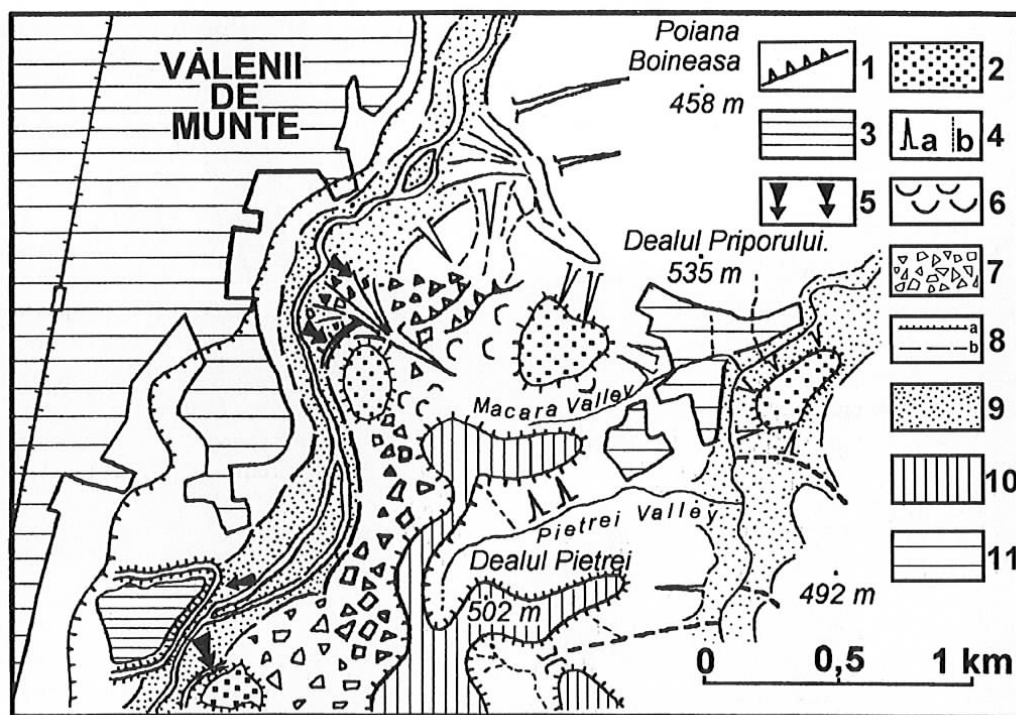 VĂLENII
DE
MUNTE
Poiana
Boineasa
458 m
1
2
3
a b 4
5
6
Dealul Priporului.
535 m
7
a
b
8
Macara Valley
9
10
Pietrei Valley
Dealul Pietrei
502 m
492 m
11
0 0,5 1 km